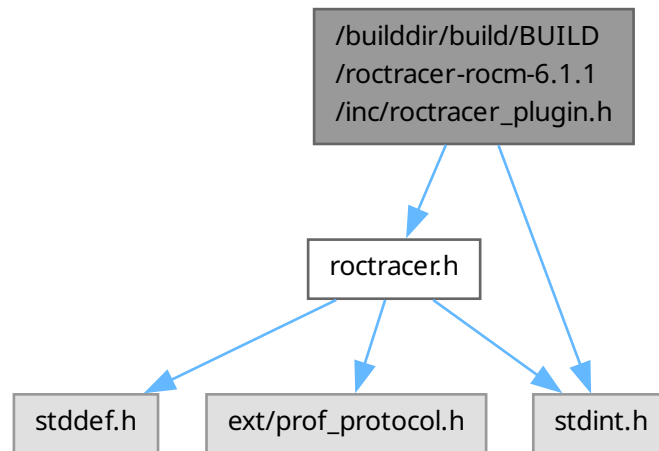 /builddir/build/BUILD
/roctracer-rocm-6.1.1
/inc/roctracer_plugin.h
roctracer.h
stddef.h
ext/prof_protocol.h
stdint.h